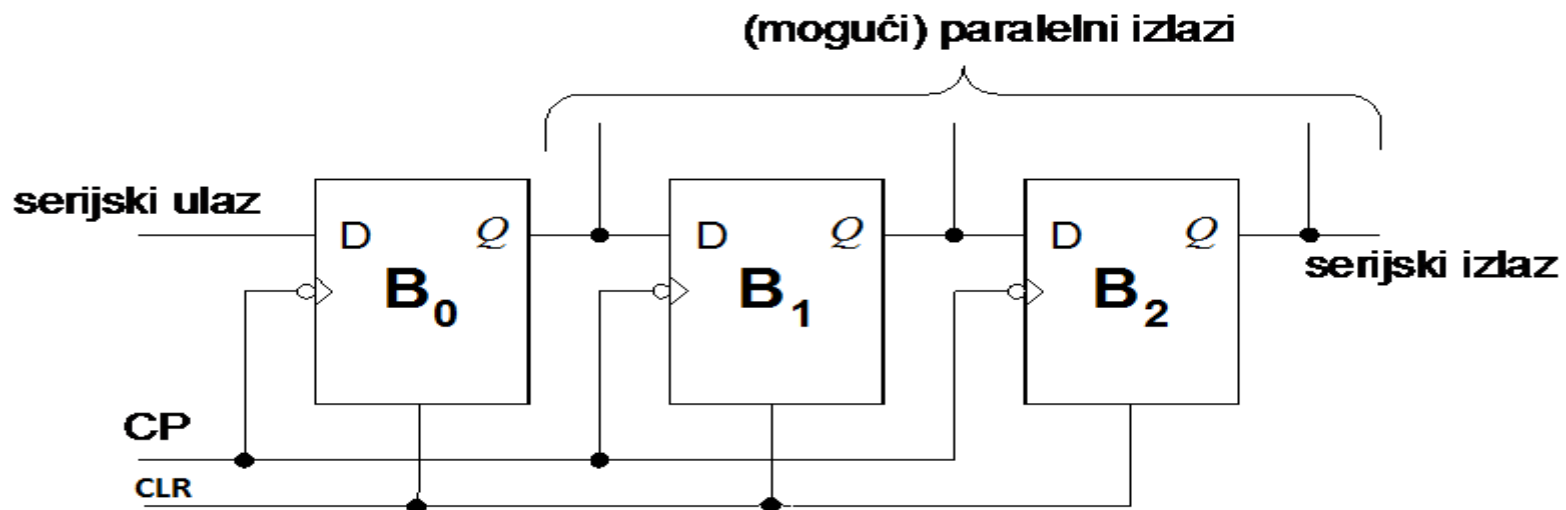 (mogući) paralelni izlazi
serijski ulaz
D Q
B0
D Q
B1
D Q
B2
serijski izlaz
CP
CLR